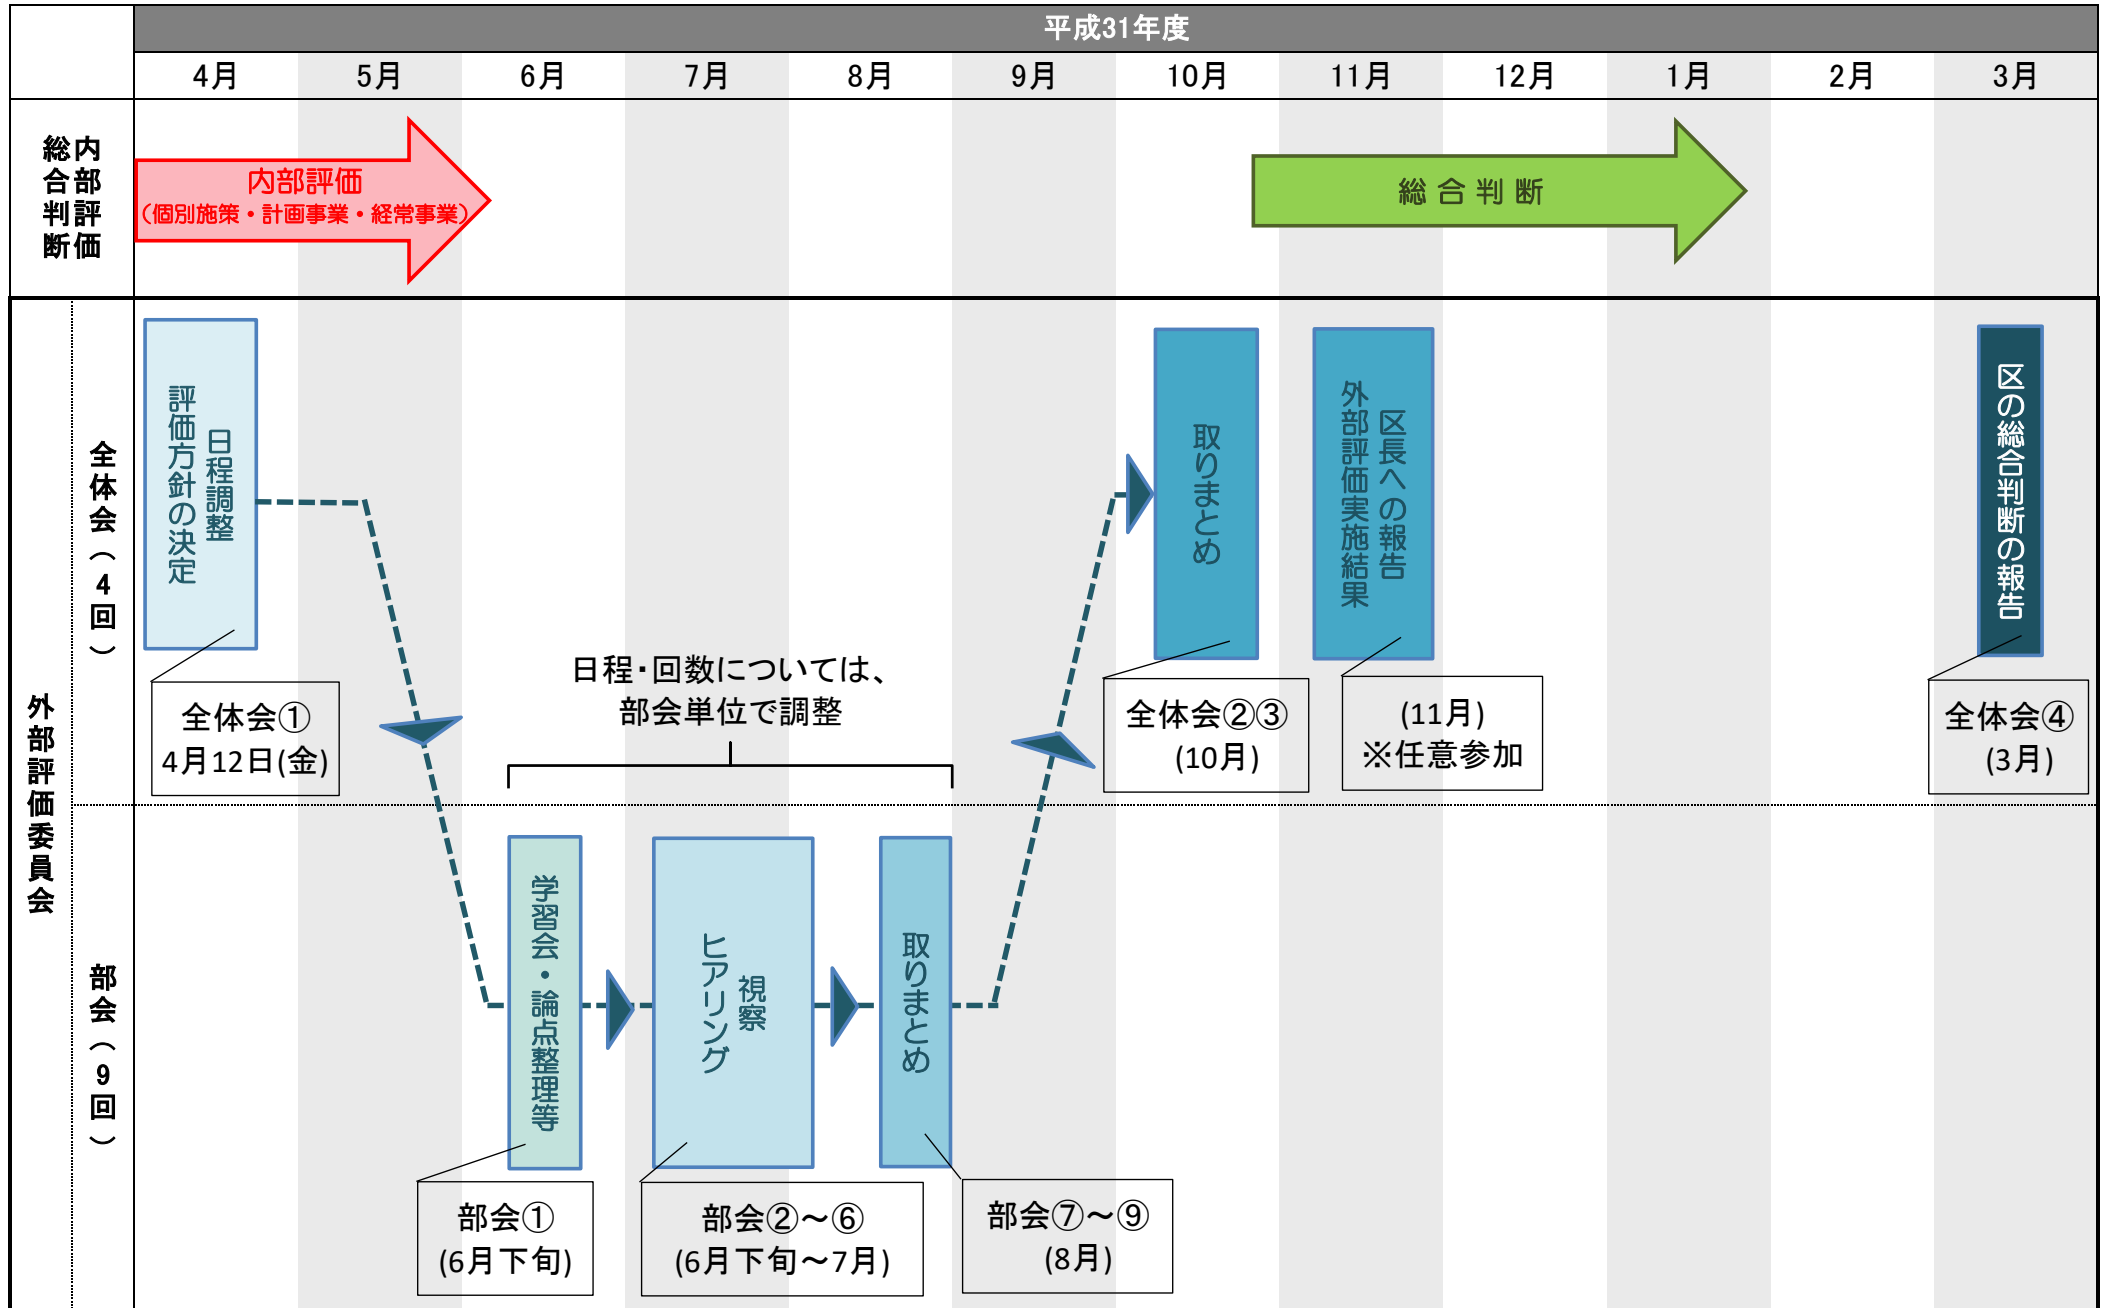 平成31年度
4月
5月
6月
7月
8月
9月
10月
11月
12月
1月
2月
3月
内部評価
総合判断
内部評価
（個別施策・計画事業・経常事業）
総合判断
外部評価委員会
全体会（4回）
日程調整
評価方針の決定
取りまとめ
区長への報告
外部評価実施結果
区の総合判断の報告
全体会①
4月12日(金)
日程・回数については、
部会単位で調整
全体会②③
(10月)
(11月)
※任意参加
全体会④
(3月)
部会（9回）
学習会・論点整理等
視察
ヒアリング
取りまとめ
部会①
(6月下旬)
部会②～⑥
(6月下旬～7月)
部会⑦～⑨
(8月)